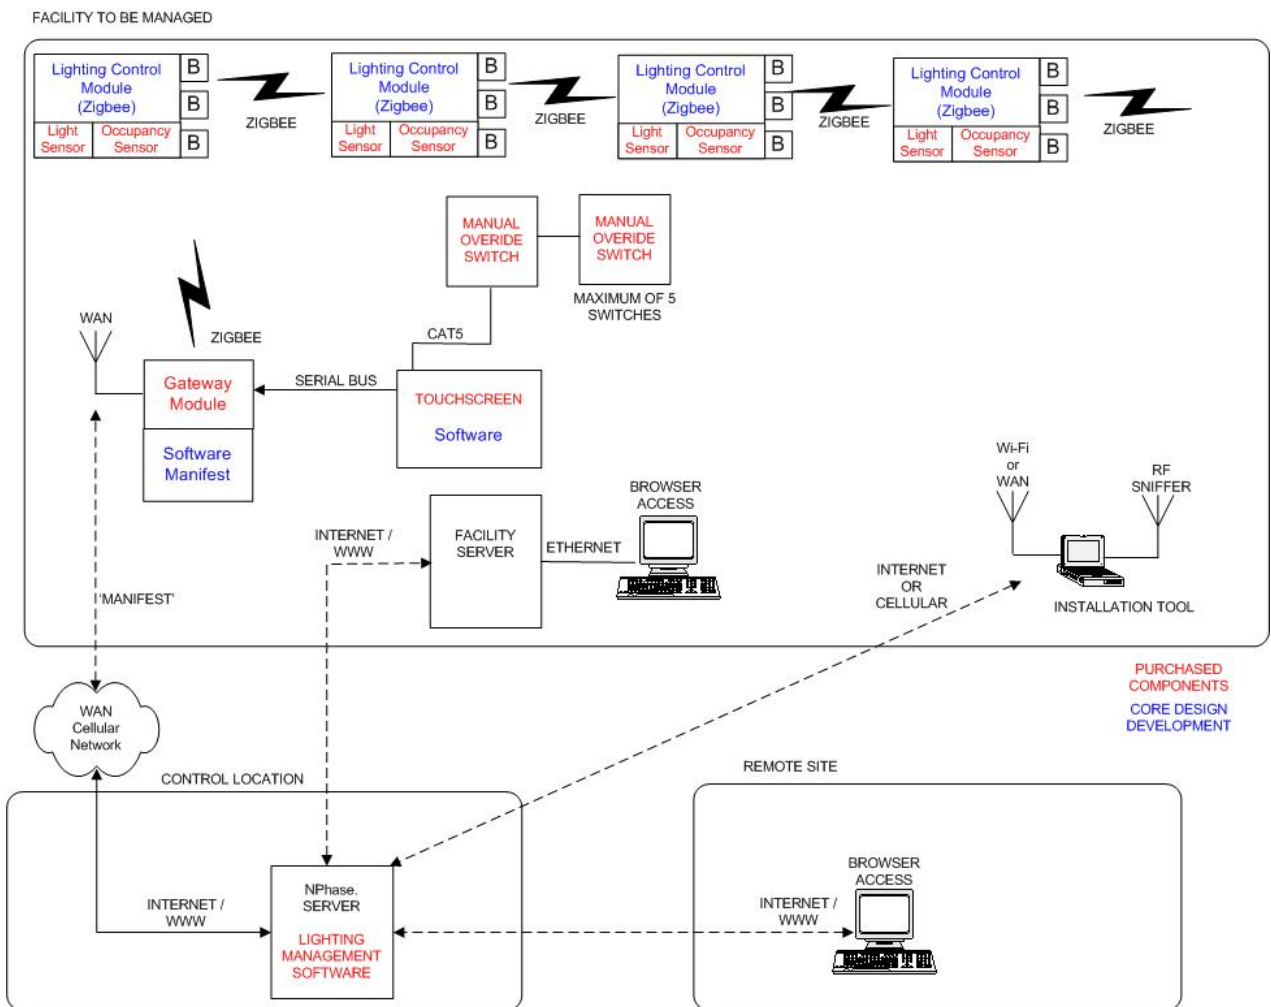 FACILITY TO BE MANAGED
Lighting Control
Module
(Zigbee)
Light
Sensor
Occupancy
Sensor
B
B
B
ZIGBEE
Lighting Control
Module
(Zigbee)
Light
Sensor
Occupancy
Sensor
B
B
B
ZIGBEE
Lighting Control
Module
(Zigbee)
Light
Sensor
Occupancy
Sensor
B
B
B
ZIGBEE
Lighting Control
Module
(Zigbee)
Light
Sensor
Occupancy
Sensor
B
B
B
ZIGBEE
MANUAL
OVERIDE
SWITCH
MANUAL
OVERIDE
SWITCH
MAXIMUM OF 5
SWITCHES
WAN
ZIGBEE
CAT5
Gateway
Module
SERIAL BUS
TOUCHSCREEN
Software
Software
Manifest
Wi-Fi
or
WAN
RF
SNIFFER
BROWSER
ACCESS
INTERNET /
WWW
FACILITY
SERVER
ETHERNET
INTERNET
OR
CELLULAR
INSTALLATION TOOL
'MANIFEST'
PURCHASED
COMPONENTS
CORE DESIGN
DEVELOPMENT
WAN
Cellular
Network
CONTROL LOCATION
REMOTE SITE
INTERNET /
WWW
NPhase.
SERVER
LIGHTING
MANAGEMENT
SOFTWARE
INTERNET /
WWW
BROWSER
ACCESS